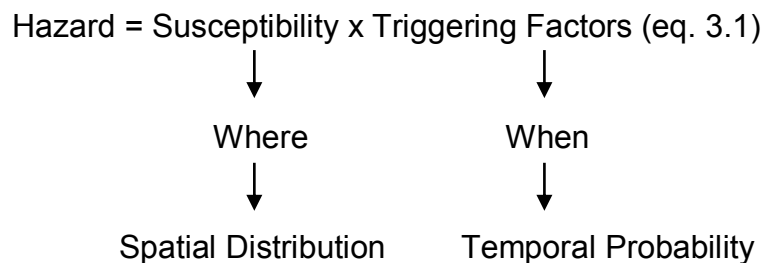 Hazard = Susceptibility x Triggering Factors (eq. 3.1)
Where When
Spatial Distribution Temporal Probability